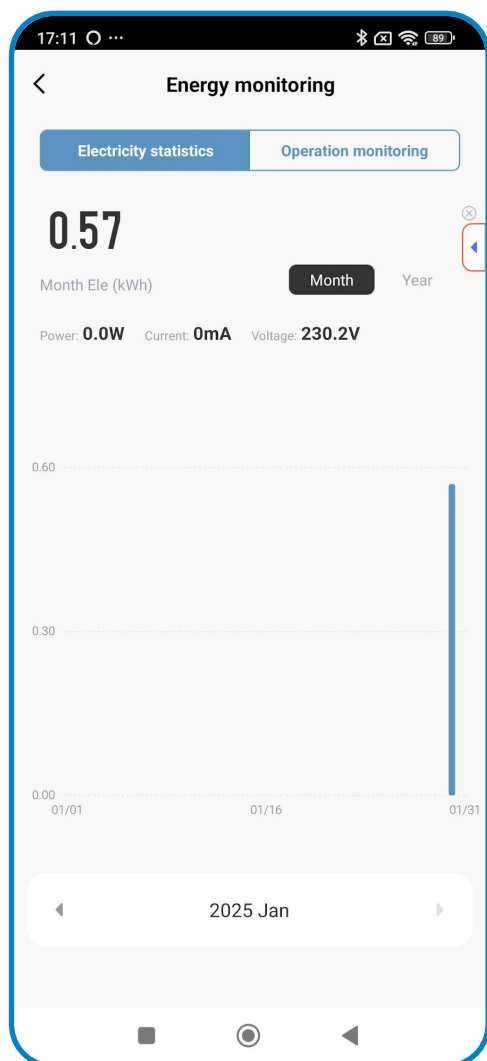 17:11 ... 89
Energy monitoring
Electricity statistics Operation monitoring
0.57
Month Ele (kWh) Month Year
Power: 0.0W Current: 0mA Voltage: 230.2V
0.60
0.30
0.00
01/01 01/16 01/31
2025 Jan